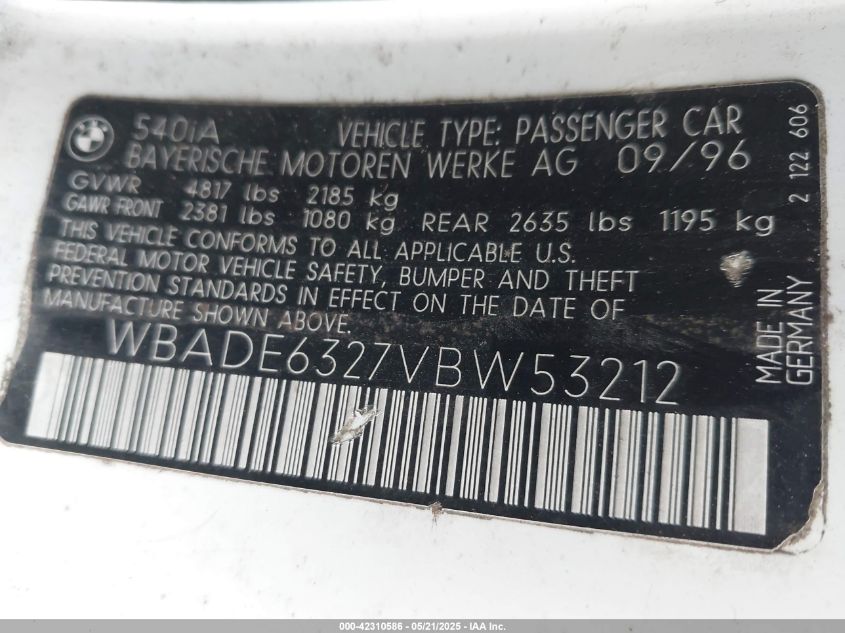 BMW
540iA VEHICLE TYPE: PASSENGER CAR
BAYERISCHE MOTOREN WERKE AG 09/96
GVWR 4817 lbs 2185 kg
GAWR FRONT 2381 lbs 1080 kg REAR 2635 lbs 1195 kg
THIS VEHICLE CONFORMS TO ALL APPLICABLE U.S.
FEDERAL MOTOR VEHICLE SAFETY, BUMPER AND THEFT
PREVENTION STANDARDS IN EFFECT ON THE DATE OF
MANUFACTURE SHOWN ABOVE.
WBADE6327VBW53212
MADE IN
GERMANY
2 122 606
000-42310586 - 05/21/2025 - IAA Inc.